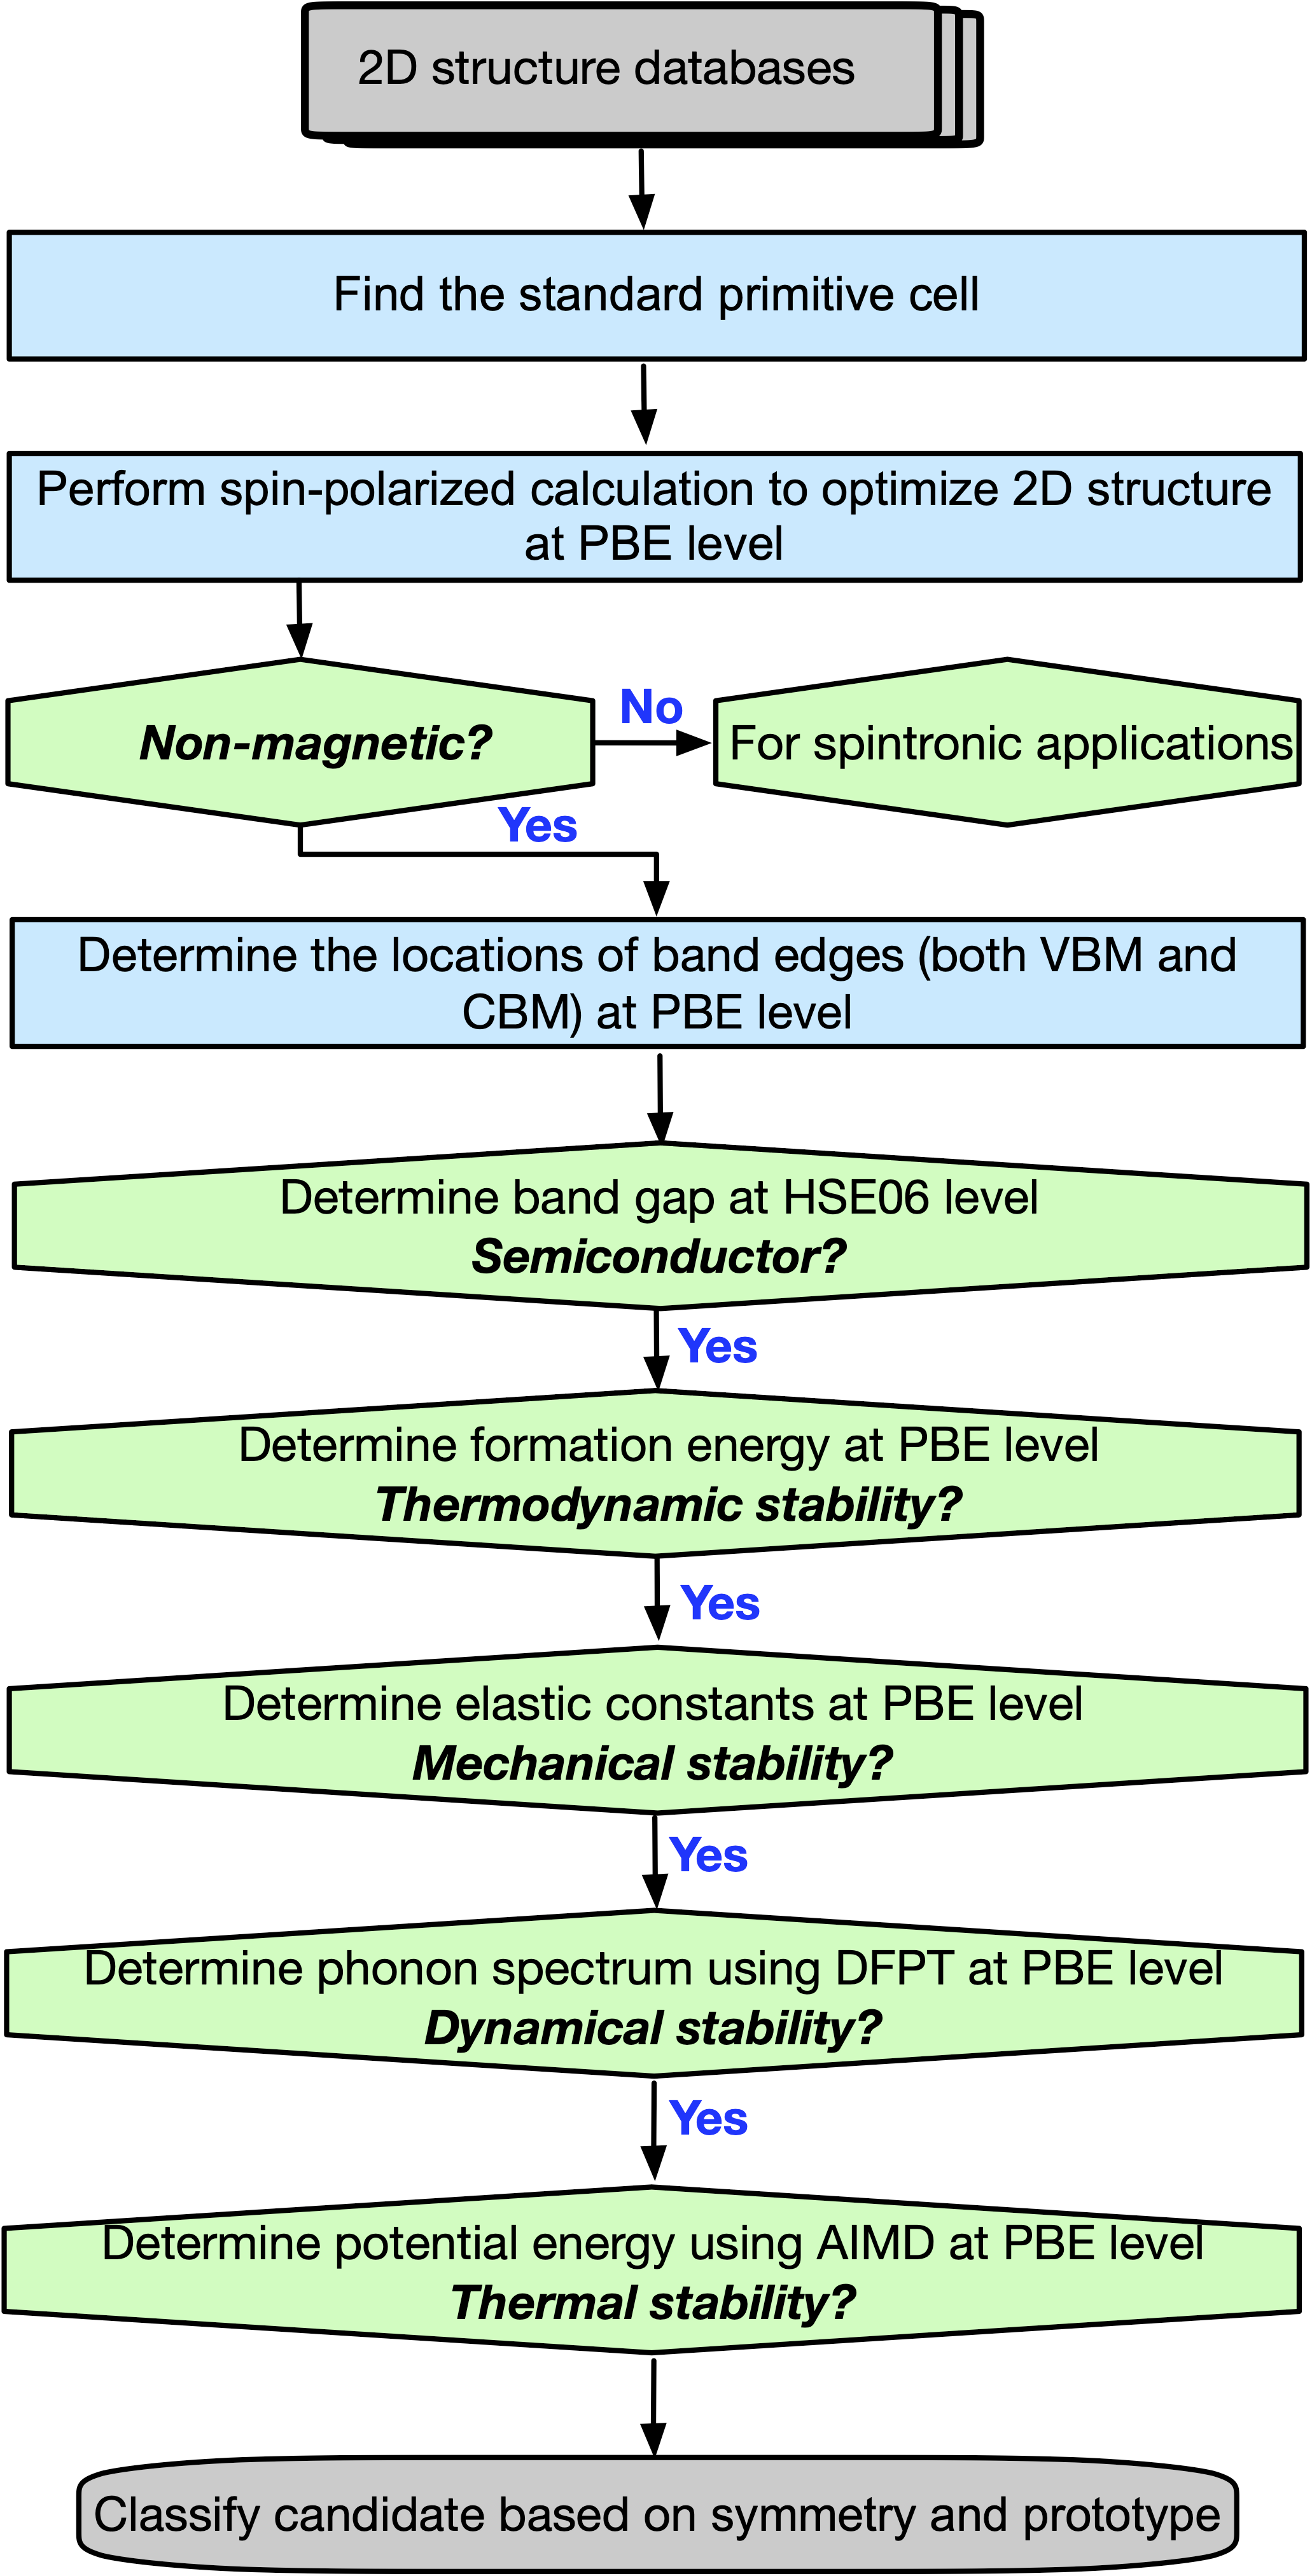 2D structure databases
Find the standard primitive cell
Perform spin-polarized calculation to optimize 2D structure
at PBE level
Non-magnetic?
No
For spintronic applications
Yes
Determine the locations of band edges (both VBM and
CBM) at PBE level
Determine band gap at HSE06 level
Semiconductor?
Yes
Determine formation energy at PBE level
Thermodynamic stability?
Yes
Determine elastic constants at PBE level
Mechanical stability?
Yes
Determine phonon spectrum using DFPT at PBE level
Dynamical stability?
Yes
Determine potential energy using AIMD at PBE level
Thermal stability?
Classify candidate based on symmetry and prototype